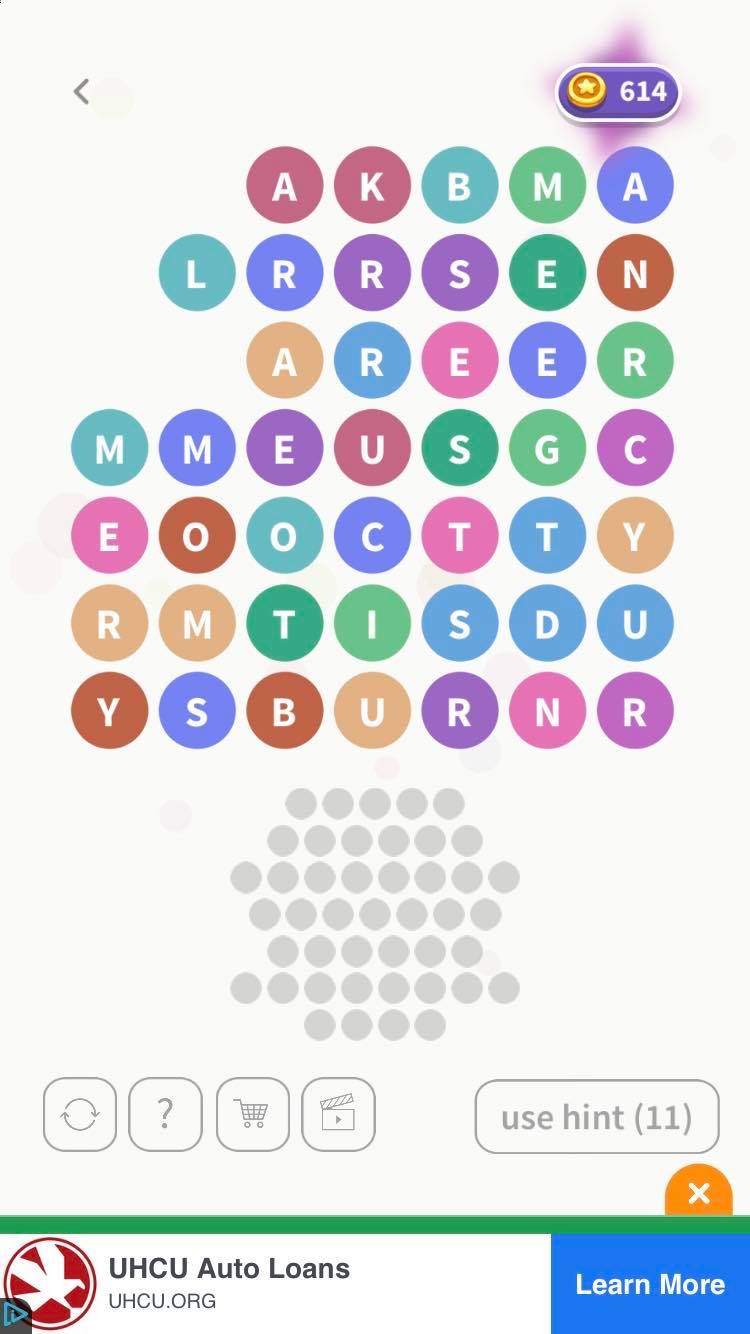 614
A K B M A
L R R S E N
A R E E R
M M E U S G C
E O O C T T Y
R M T I S D U
Y S B U R N R
?
use hint (11)
UHCU Auto Loans
UHCU.ORG
Learn More